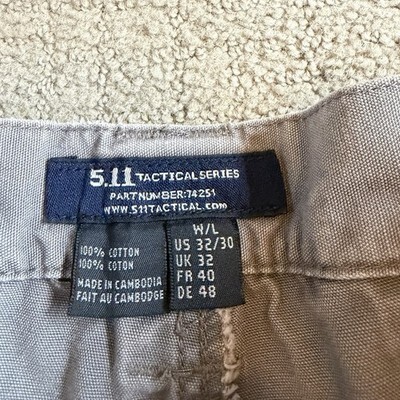 5.11 TACTICAL SERIES
PART NUMBER: 74251
WWW.511TACTICAL.COM
100% COTTON
100% COTON
MADE IN CAMBODIA
FAIT AU CAMBODGE
W/L
US 32/30
UK 32
FR 40
DE 48